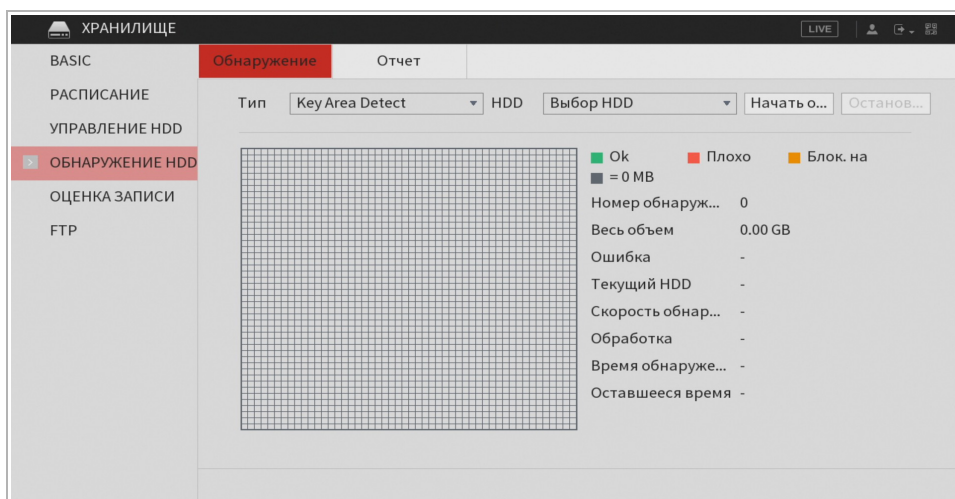 ХРАНИЛИЩЕ LIVE
BASIC
РАСПИСАНИЕ
УПРАВЛЕНИЕ HDD
ОБНАРУЖЕНИЕ HDD
ОЦЕНКА ЗАПИСИ
FTP
Обнаружение Отчет
Тип Key Area Detect HDD Выбор HDD Начать о... Останов...
Ok Плохо Блок. на
= 0 MB
Номер обнаруж... 0
Весь объем 0.00 GB
Ошибка -
Текущий HDD -
Скорость обнар... -
Обработка -
Время обнаруже... -
Оставшееся время -